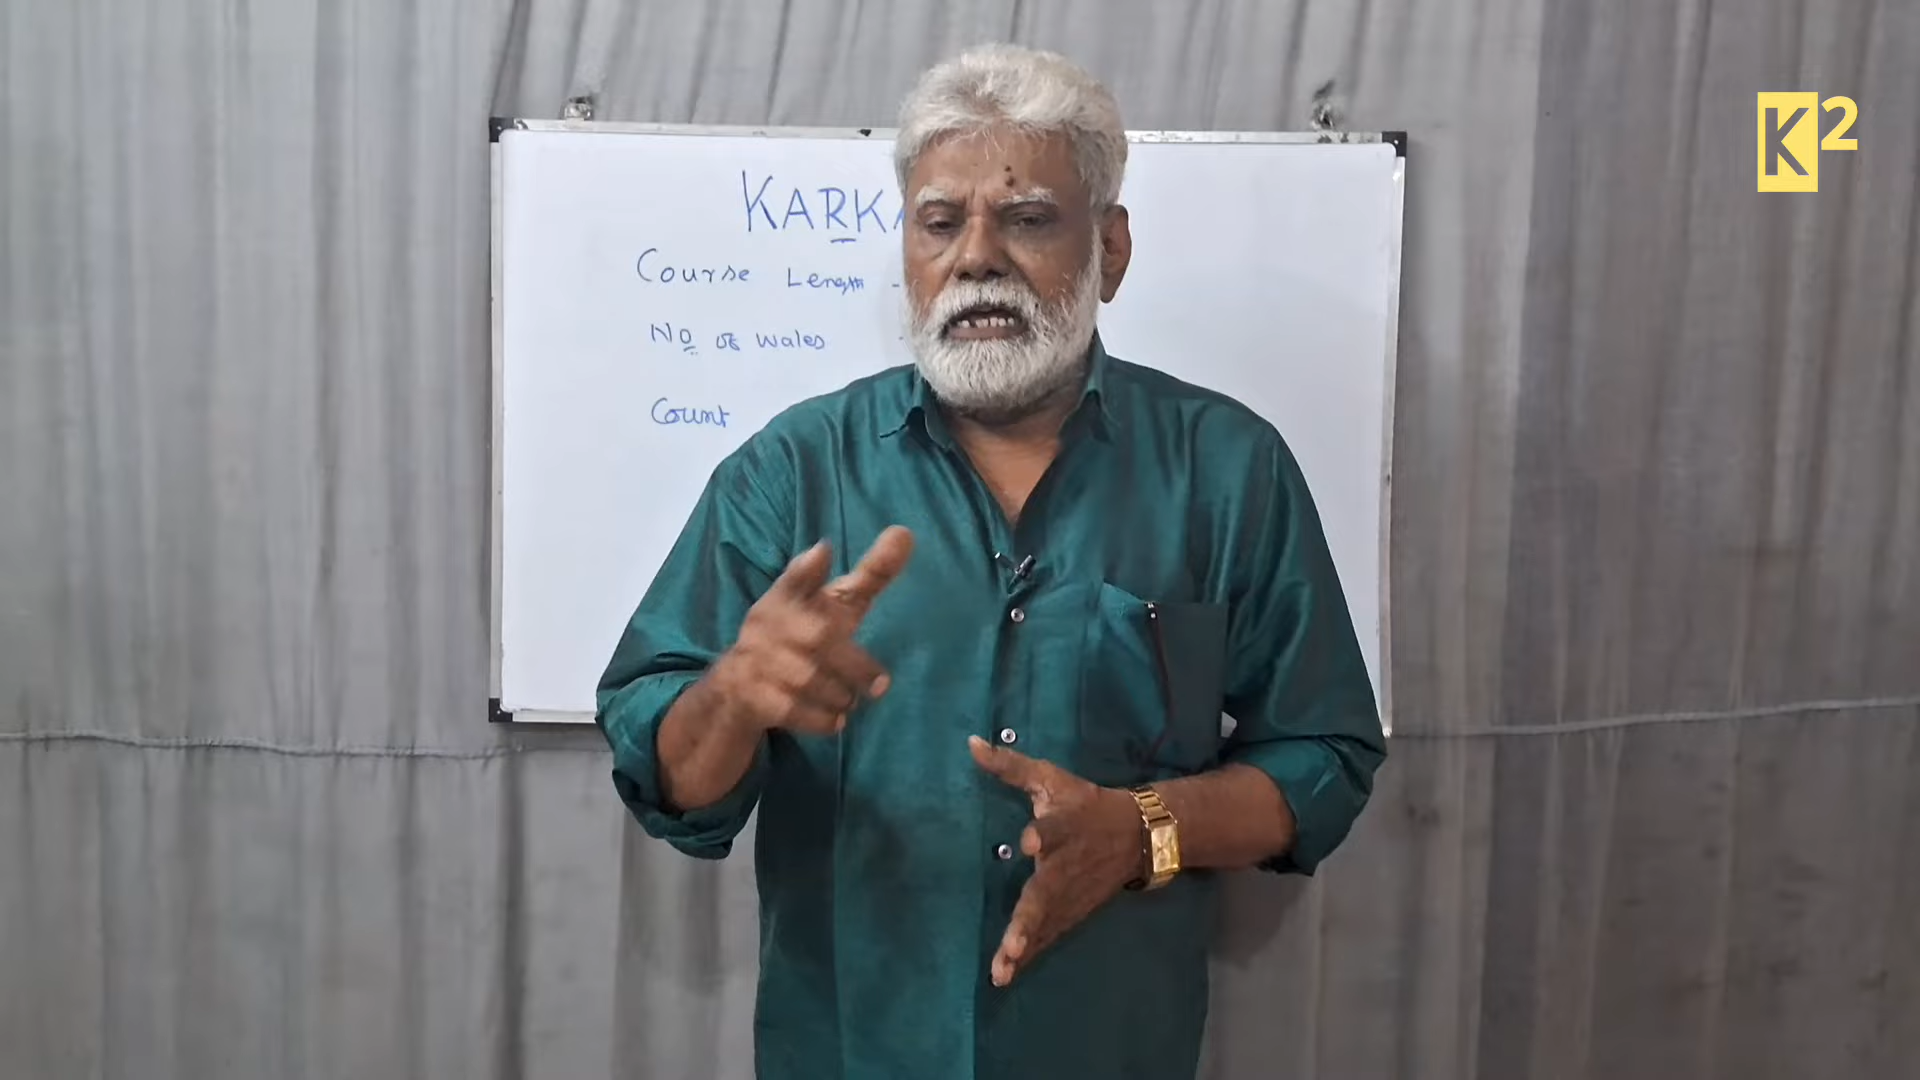 K2
KARKA
Course Length -
No of wales -
Count